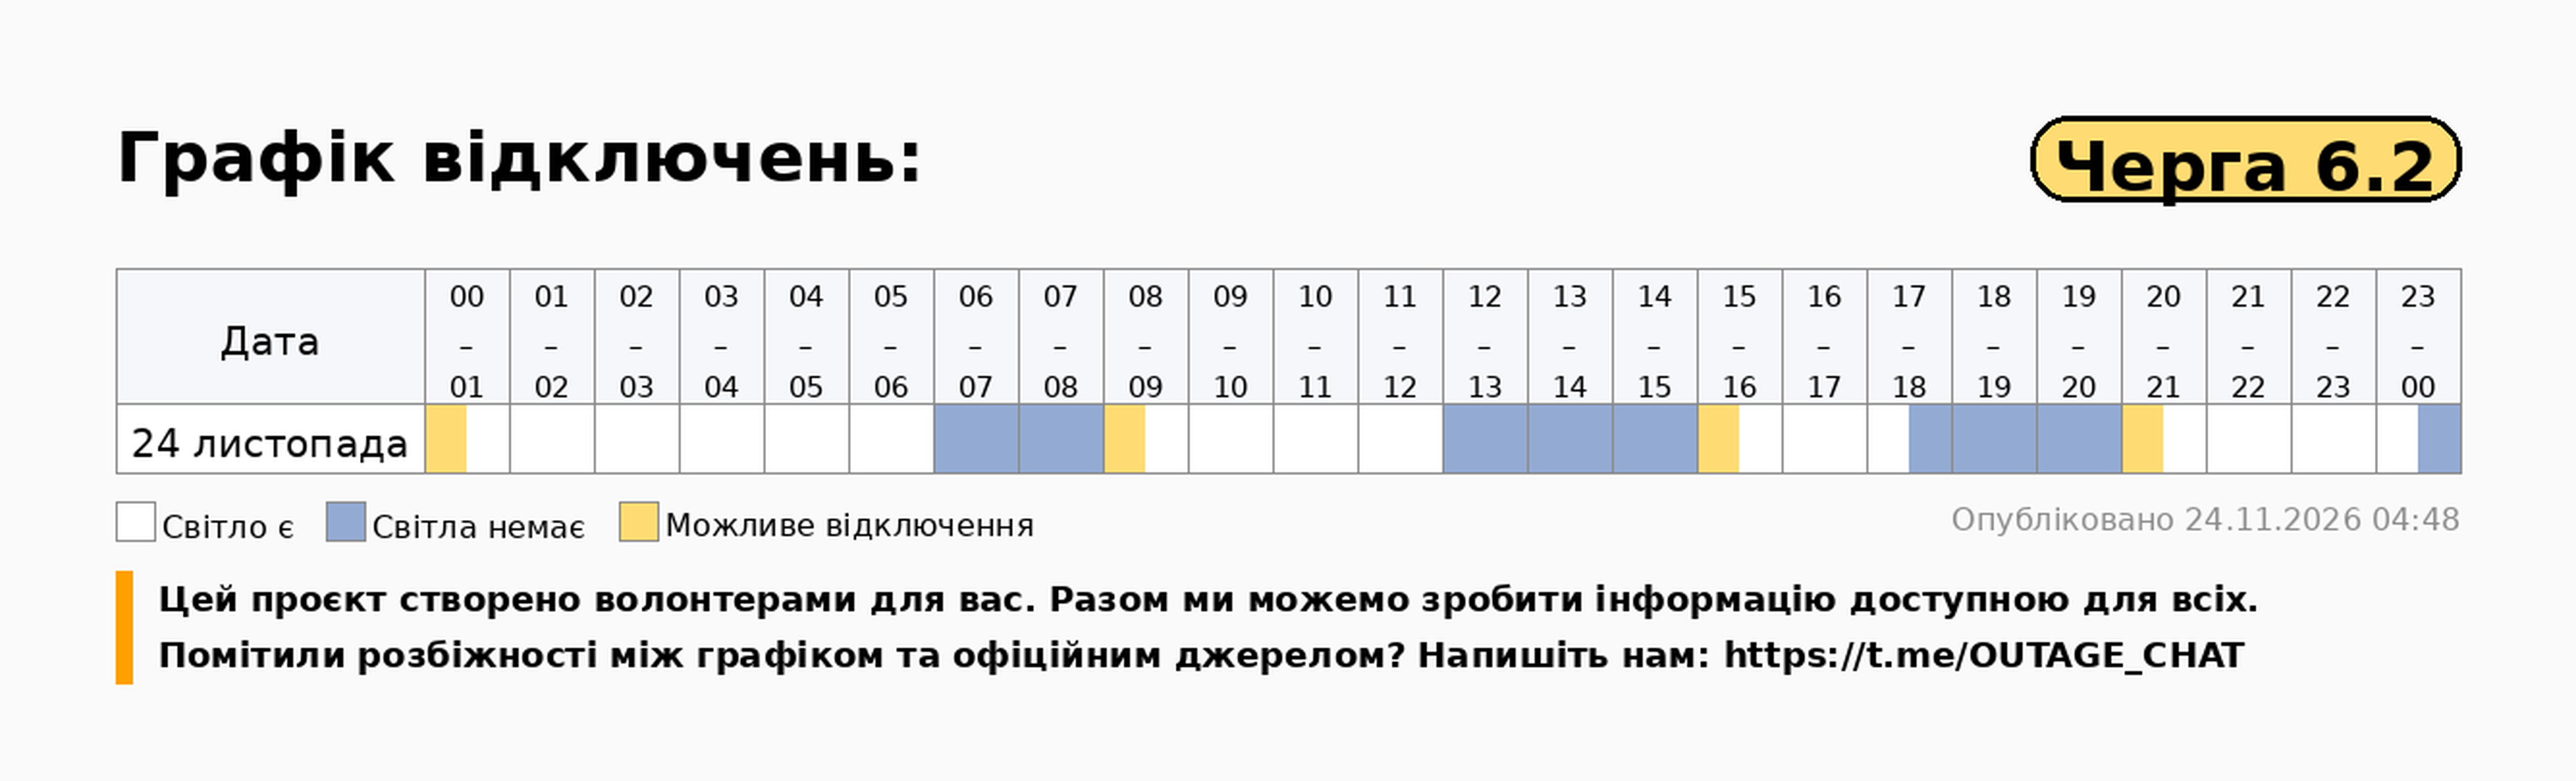 Графік відключень:
Черга 6.2
Дата
00 – 01
01 – 02
02 – 03
03 – 04
04 – 05
05 – 06
06 – 07
07 – 08
08 – 09
09 – 10
10 – 11
11 – 12
12 – 13
13 – 14
14 – 15
15 – 16
16 – 17
17 – 18
18 – 19
19 – 20
20 – 21
21 – 22
22 – 23
23 – 00
24 листопада
Світло є
Світла немає
Можливе відключення
Опубліковано 24.11.2026 04:48
Цей проєкт створено волонтерами для вас. Разом ми можемо зробити інформацію доступною для всіх.
Помітили розбіжності між графіком та офіційним джерелом? Напишіть нам: https://t.me/OUTAGE_CHAT